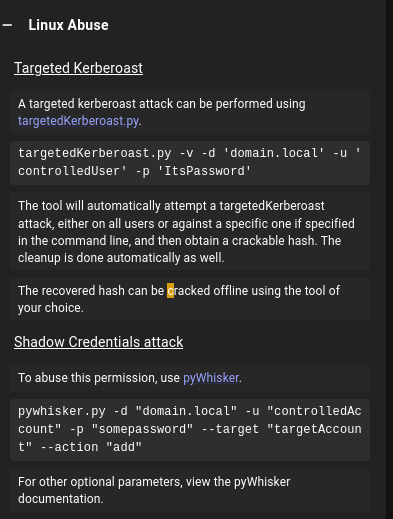 Linux Abuse
Targeted Kerberoast
A targeted kerberoast attack can be performed using
targetedKerberoast.py.
targetedKerberoast.py -v -d 'domain.local' -u '
controlledUser' -p 'ItsPassword'
The tool will automatically attempt a targetedKerberoast
attack, either on all users or against a specific one if specified
in the command line, and then obtain a crackable hash. The
cleanup is done automatically as well.
The recovered hash can be cracked offline using the tool of
your choice.
Shadow Credentials attack
To abuse this permission, use pyWhisker.
pywhisker.py -d "domain.local" -u "controlledAc
count" -p "somepassword" --target "targetAccoun
t" --action "add"
For other optional parameters, view the pyWhisker
documentation.